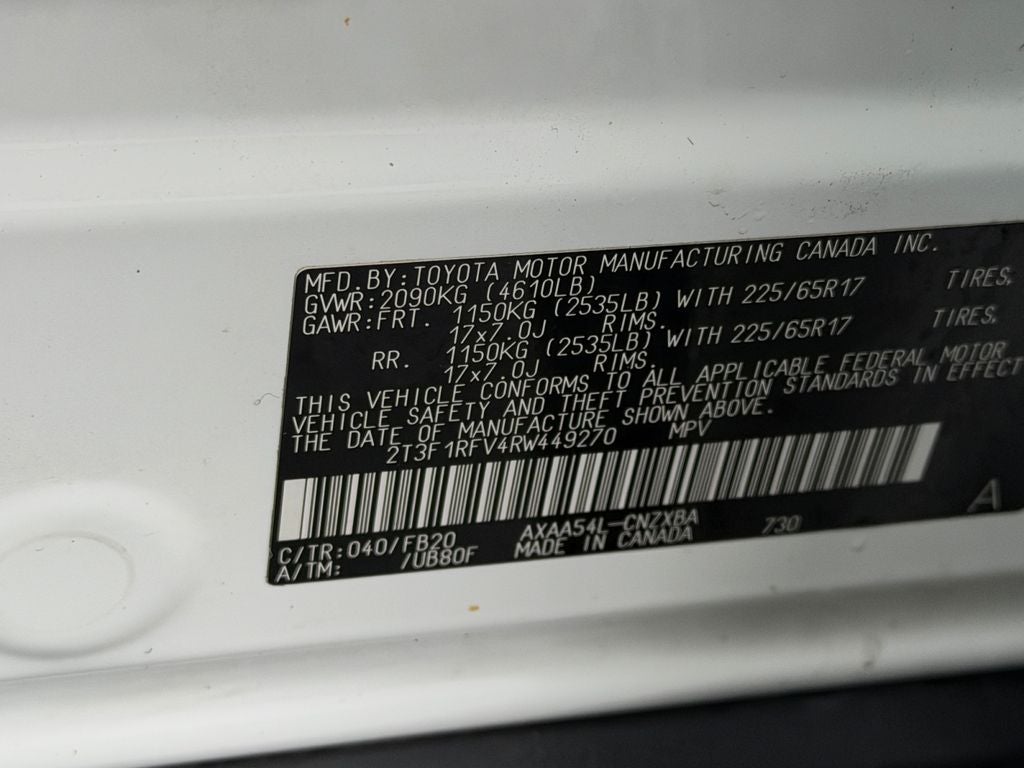 MFD.BY:TOYOTA MOTOR MANUFACTURING CANADA INC.
GVWR:2090KG (4610LB)
GAWR:FRT. 1150KG (2535LB) WITH 225/65R17 TIRES,
17x7.0J RIMS.
RR. 1150KG (2535LB) WITH 225/65R17 TIRES,
17x7.0J RIMS.
THIS VEHICLE CONFORMS TO ALL APPLICABLE FEDERAL MOTOR
VEHICLE SAFETY AND THEFT PREVENTION STANDARDS IN EFFECT
THE DATE OF MANUFACTURE SHOWN ABOVE.
2T3F1RFV4RW449270 MPV
C/TR:040/FB20 AXAA54L-CNZXBA 730 A
A/TM: /UB80F MADE IN CANADA